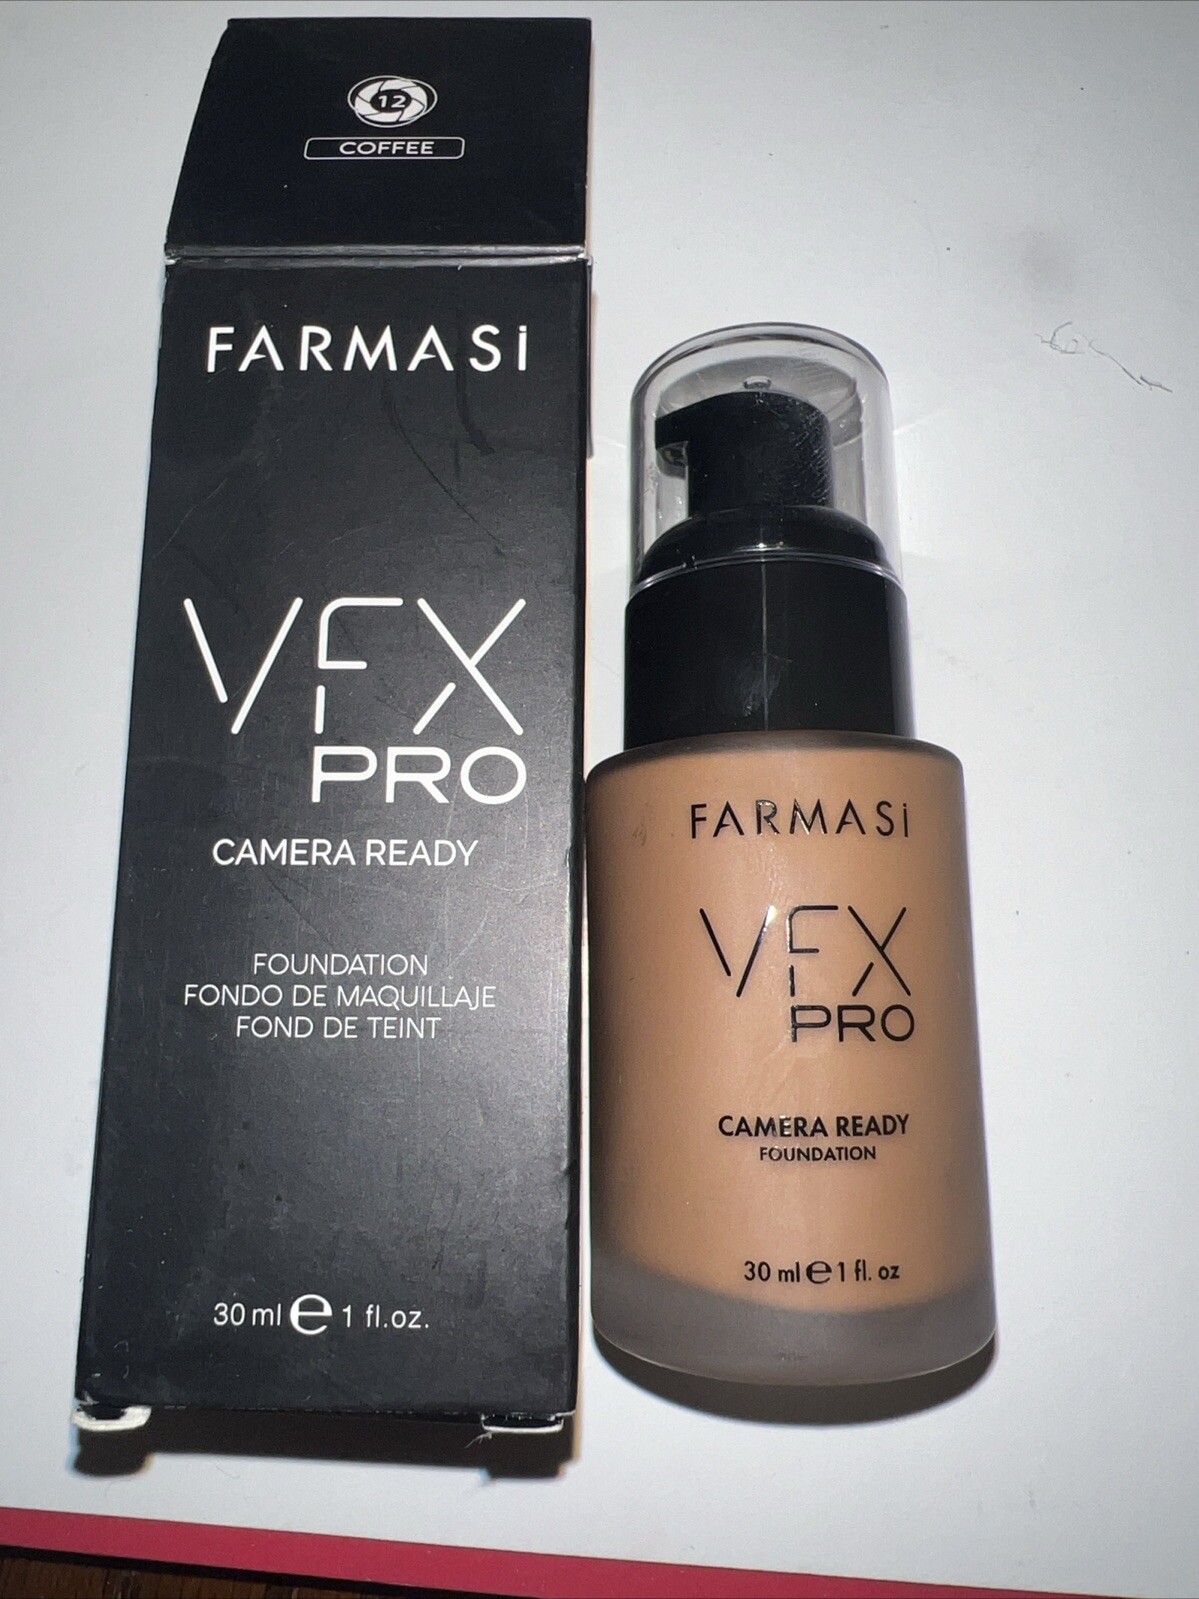 12
COFFEE
FARMASi
VFX
PRO
CAMERA READY
FOUNDATION
FONDO DE MAQUILLAJE
FOND DE TEINT
30 ml e 1 fl.oz.
FARMASi
VFX
PRO
CAMERA READY
FOUNDATION
30 ml e 1 fl. oz